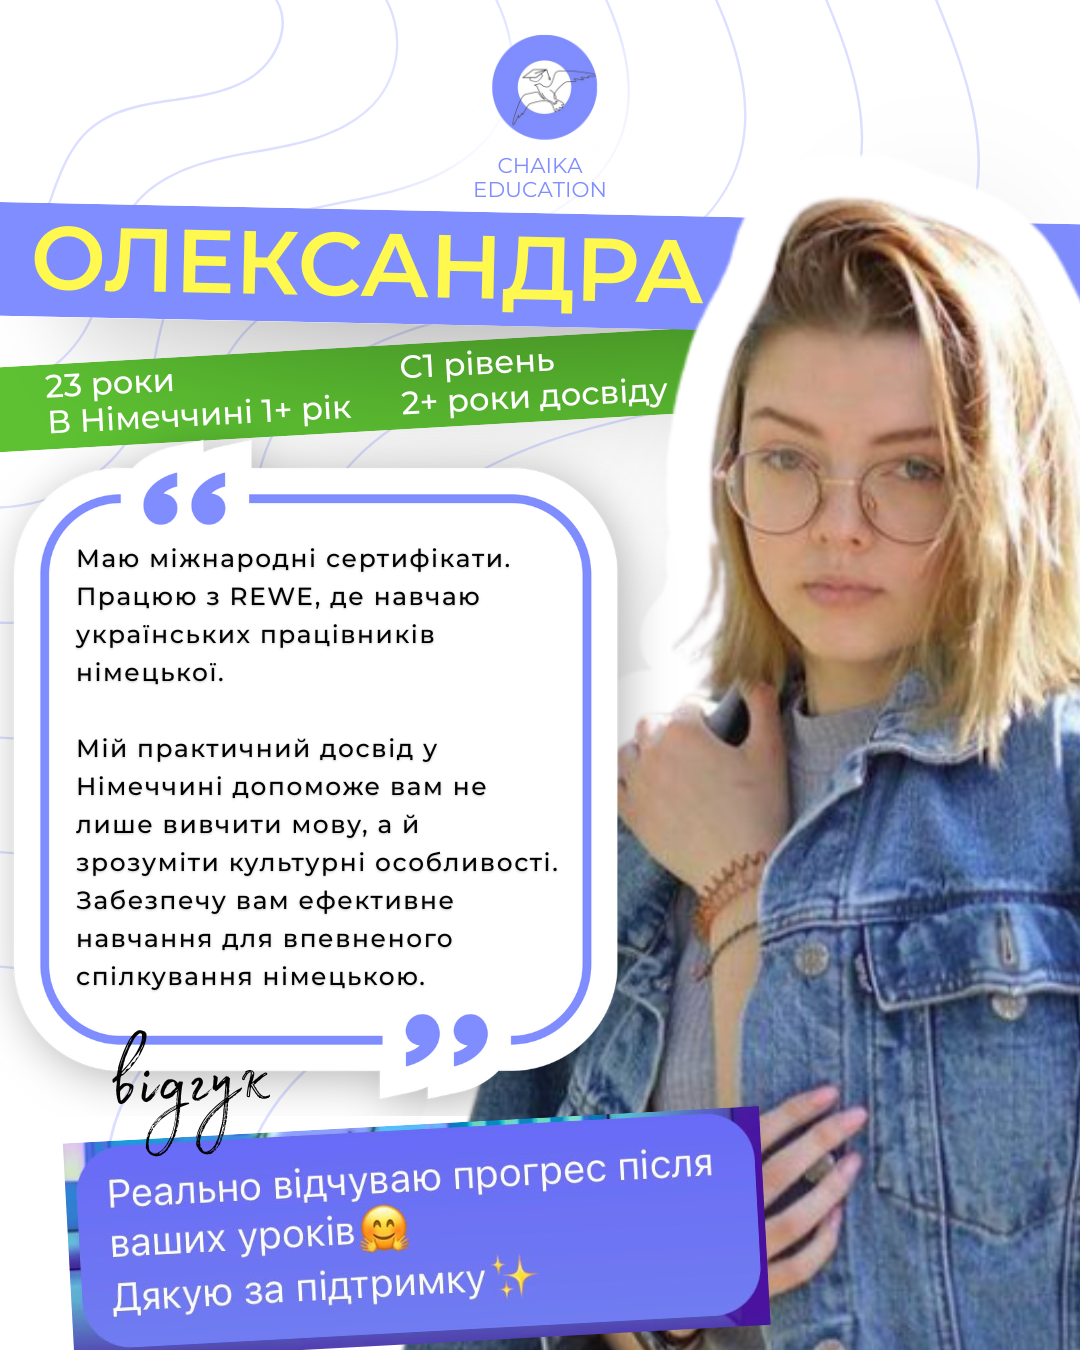 CHAIKA
EDUCATION
ОЛЕКСАНДРА
23 роки
В Німеччині 1+ рік
С1 рівень
2+ роки досвіду
Маю міжнародні сертифікати.
Працюю з REWE, де навчаю
українських працівників
німецької.
Мій практичний досвід у
Німеччині допоможе вам не
лише вивчити мову, а й
зрозуміти культурні особливості.
Забезпечу вам ефективне
навчання для впевненого
спілкування німецькою.
відгук
Реально відчуваю прогрес після
ваших уроків🤗
Дякую за підтримку✨